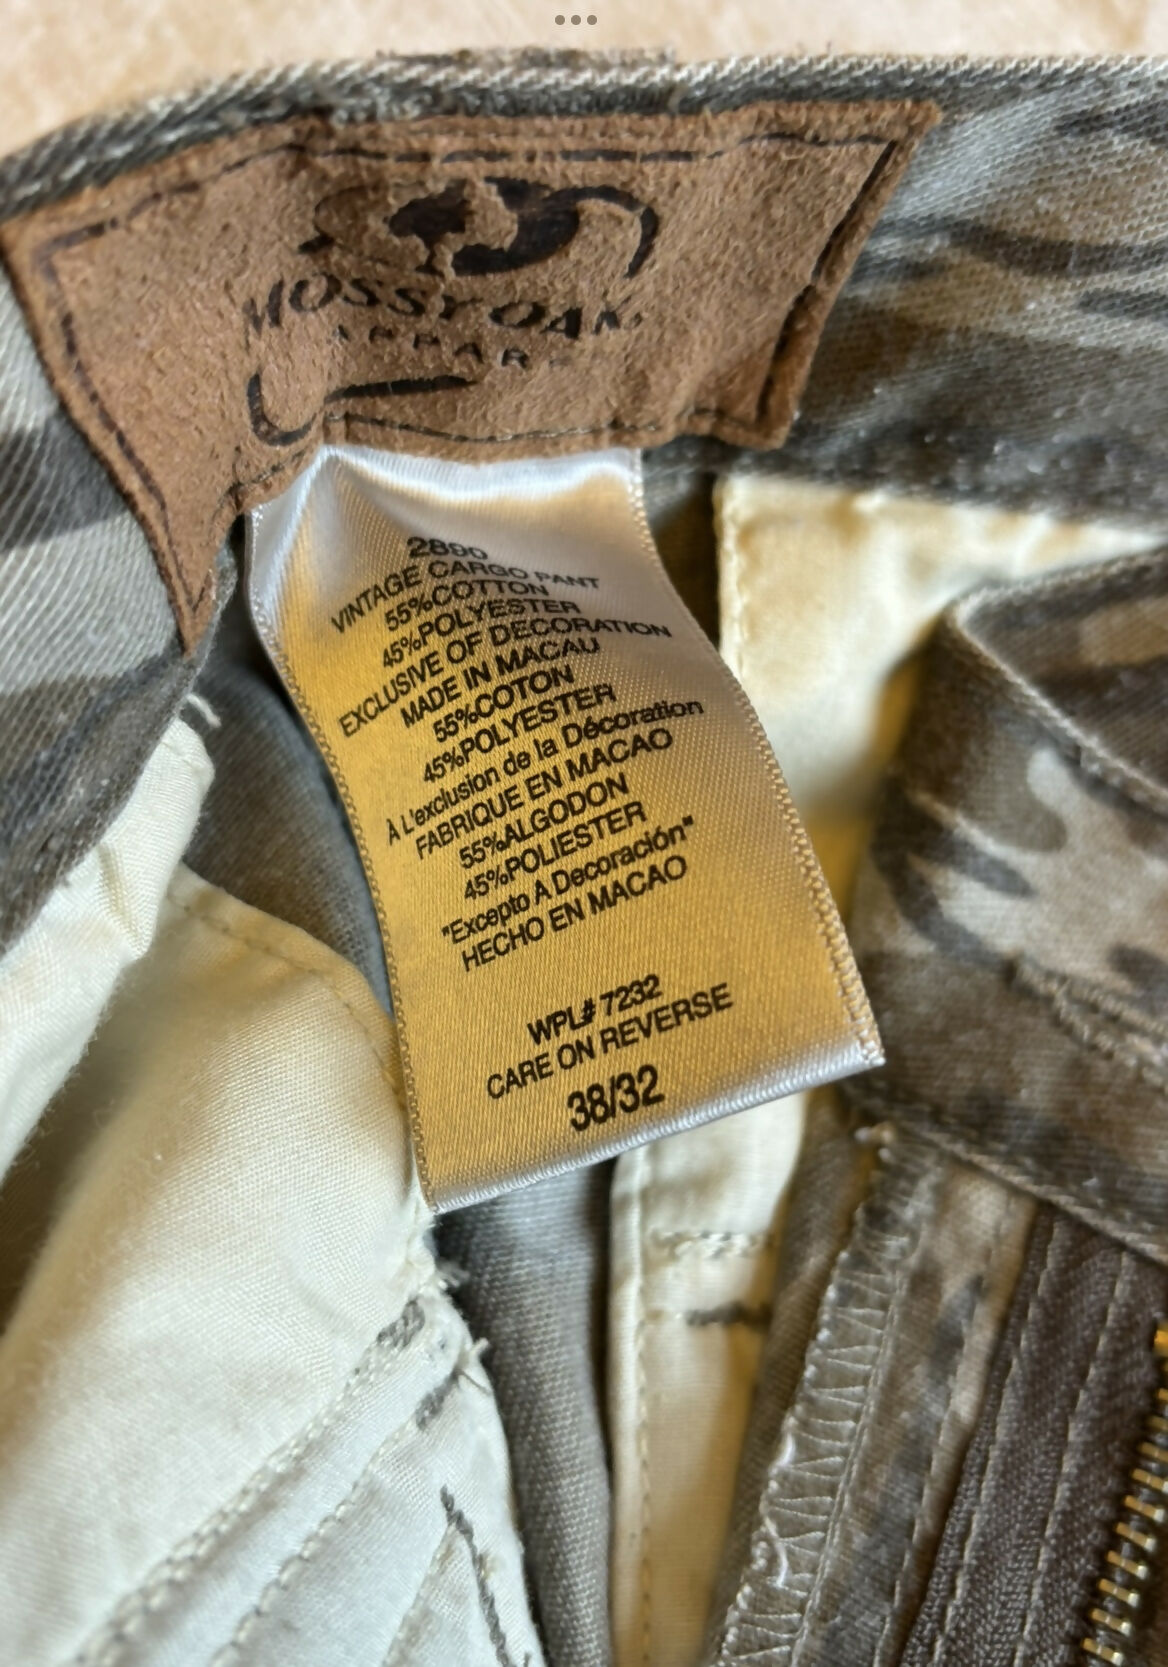 MOSSY OAK
APPAR
2890
VINTAGE CARGO PANT
55%COTTON
45%POLYESTER
EXCLUSIVE OF DECORATION
MADE IN MACAU
55%COTON
45%POLYESTER
À L'exclusion de la Décoration
FABRIQUE EN MACAO
55%ALGODON
45%POLIESTER
"Excepto A Decoración"
HECHO EN MACAO
WPL# 7232
CARE ON REVERSE
38/32